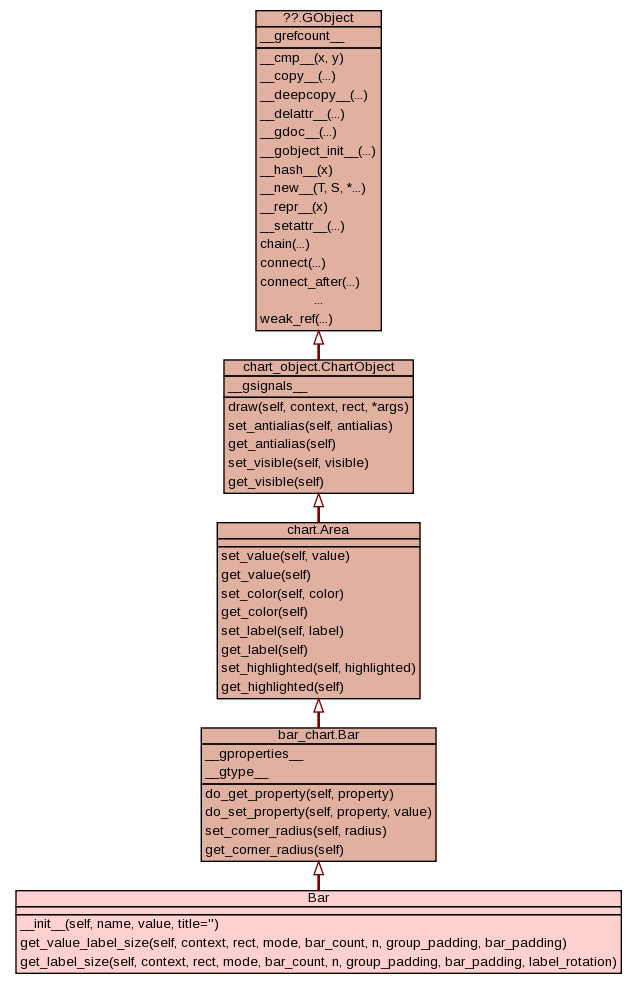 ??.GObject
__grefcount__
__cmp__(x, y)
__copy__(...)
__deepcopy__(...)
__delattr__(...)
__gdoc__(...)
__gobject_init__(...)
__hash__(x)
__new__(T, S, *...)
__repr__(x)
__setattr__(...)
chain(...)
connect(...)
connect_after(...)
...
weak_ref(...)
chart_object.ChartObject
__gsignals__
draw(self, context, rect, *args)
set_antialias(self, antialias)
get_antialias(self)
set_visible(self, visible)
get_visible(self)
chart.Area
set_value(self, value)
get_value(self)
set_color(self, color)
get_color(self)
set_label(self, label)
get_label(self)
set_highlighted(self, highlighted)
get_highlighted(self)
bar_chart.Bar
__gproperties__
__gtype__
do_get_property(self, property)
do_set_property(self, property, value)
set_corner_radius(self, radius)
get_corner_radius(self)
Bar
__init__(self, name, value, title='')
get_value_label_size(self, context, rect, mode, bar_count, n, group_padding, bar_padding)
get_label_size(self, context, rect, mode, bar_count, n, group_padding, bar_padding, label_rotation)